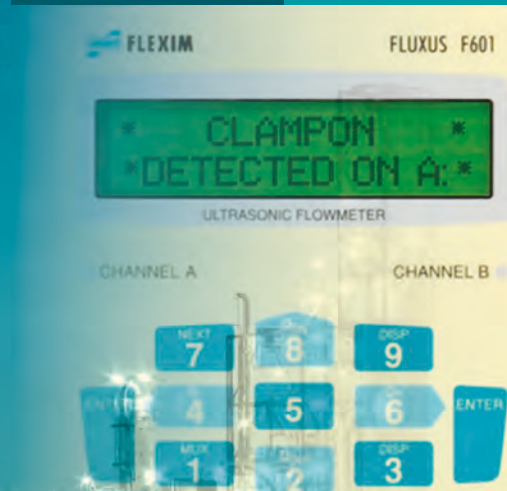 FLEXIM FLUXUS F601
* CLAMPON *
*DETECTED ON A:*
ULTRASONIC FLOWMETER
CHANNEL A CHANNEL B
NEXT DISP
7 8 9
ENTER 4 5 6 ENTER
MUX DISP
1 2 3